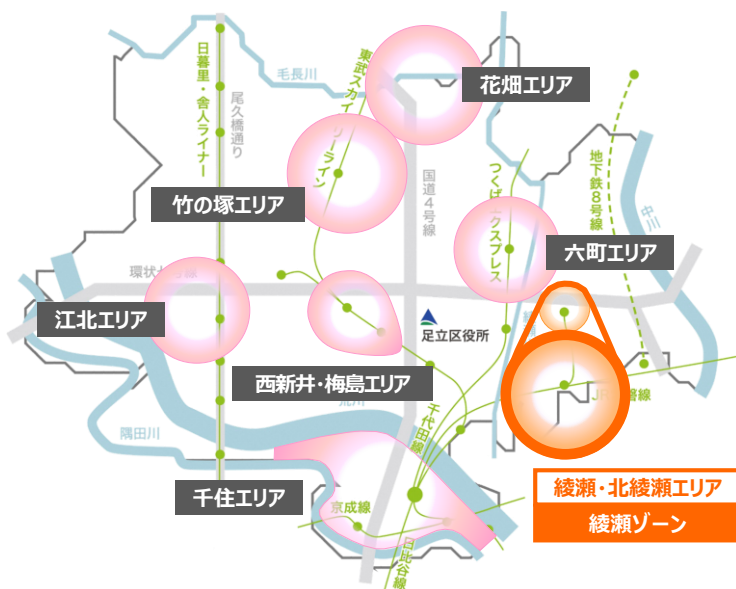 花畑エリア
毛長川
日暮里・舎人ライナー
尾久橋通り
東武スカイツリーライン
国道4号線
つくばエクスプレス
地下鉄8号線
中川
竹の塚エリア
六町エリア
環状七号線
江北エリア
足立区役所
西新井・梅島エリア
荒川
JR常磐線
隅田川
千代田線
千住エリア
京成線
日比谷線
綾瀬・北綾瀬エリア
綾瀬ゾーン